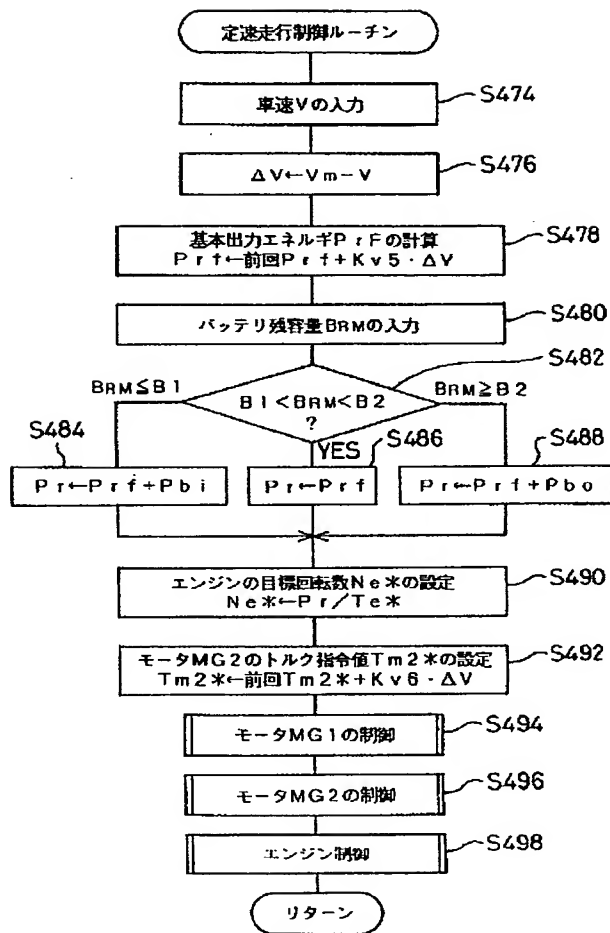 定速走行制御ルーチン
車速Vの入力
S474
ΔV←Vm-V
S476
基本出力エネルギPrFの計算
Prf←前回Prf+Kv5・ΔV
S478
バッテリ残容量BRMの入力
S480
S482
BRM≦B1
B1<BRM<B2
?
BRM≧B2
YES
S484
Pr←Prf+Pbi
S486
Pr←Prf
S488
Pr←Prf+Pbo
エンジンの目標回転数Ne*の設定
Ne*←Pr/Te*
S490
モータMG2のトルク指令値Tm2*の設定
Tm2*←前回Tm2*+Kv6・ΔV
S492
モータMG1の制御
S494
モータMG2の制御
S496
エンジン制御
S498
リターン